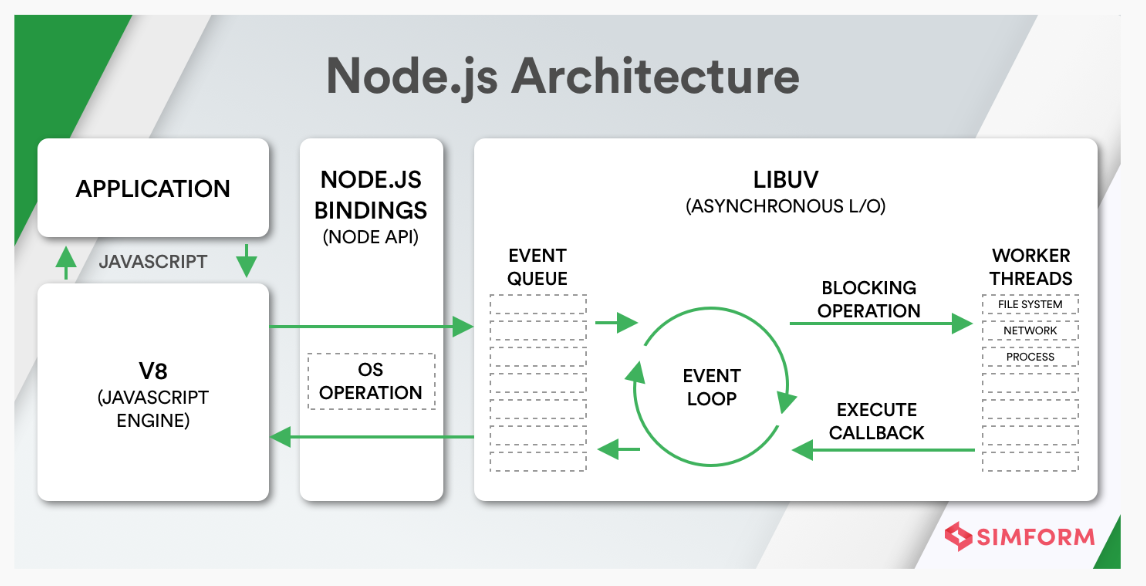 Node.js Architecture
APPLICATION
JAVASCRIPT
V8
(JAVASCRIPT
ENGINE)
NODE.JS
BINDINGS
(NODE API)
OS
OPERATION
LIBUV
(ASYNCHRONOUS L/O)
EVENT
QUEUE
EVENT
LOOP
BLOCKING
OPERATION
EXECUTE
CALLBACK
WORKER
THREADS
FILE SYSTEM
NETWORK
PROCESS
SIMFORM